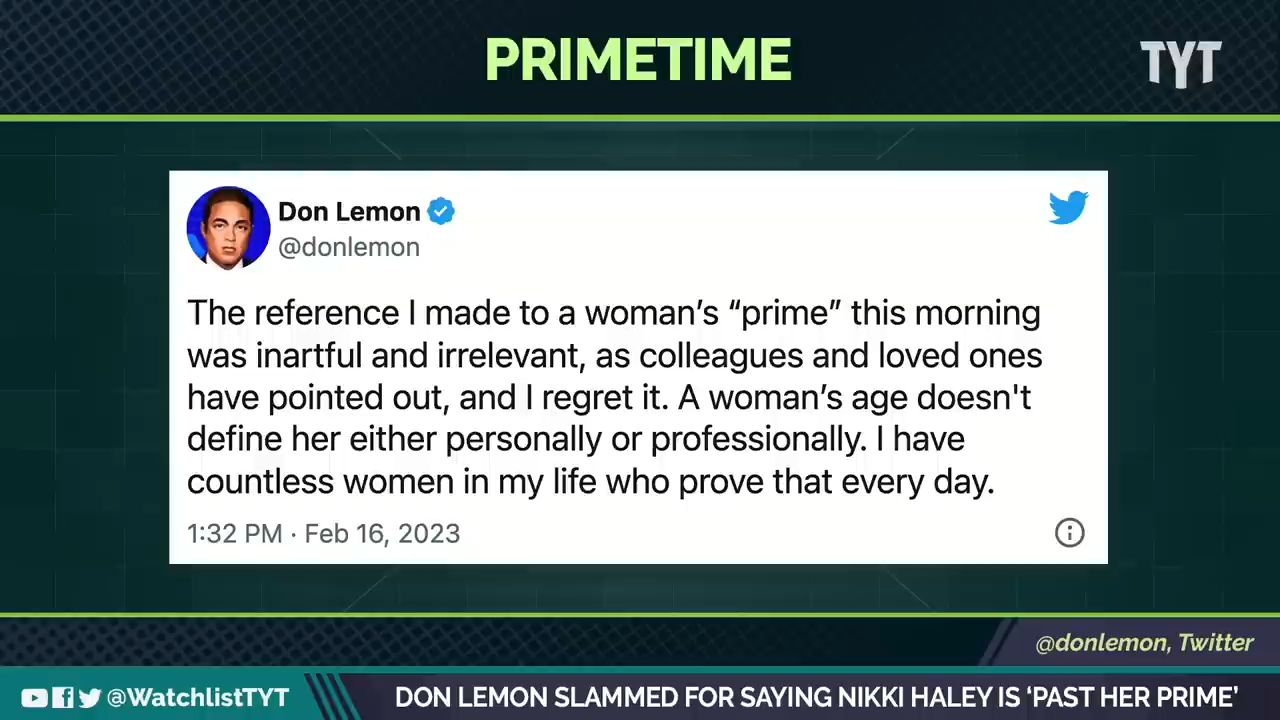 PRIMETIME
TYT
Don Lemon
@donlemon
The reference I made to a woman’s “prime” this morning
was inartful and irrelevant, as colleagues and loved ones
have pointed out, and I regret it. A woman’s age doesn't
define her either personally or professionally. I have
countless women in my life who prove that every day.
1:32 PM · Feb 16, 2023
@donlemon, Twitter
@WatchlistTYT
DON LEMON SLAMMED FOR SAYING NIKKI HALEY IS ‘PAST HER PRIME’